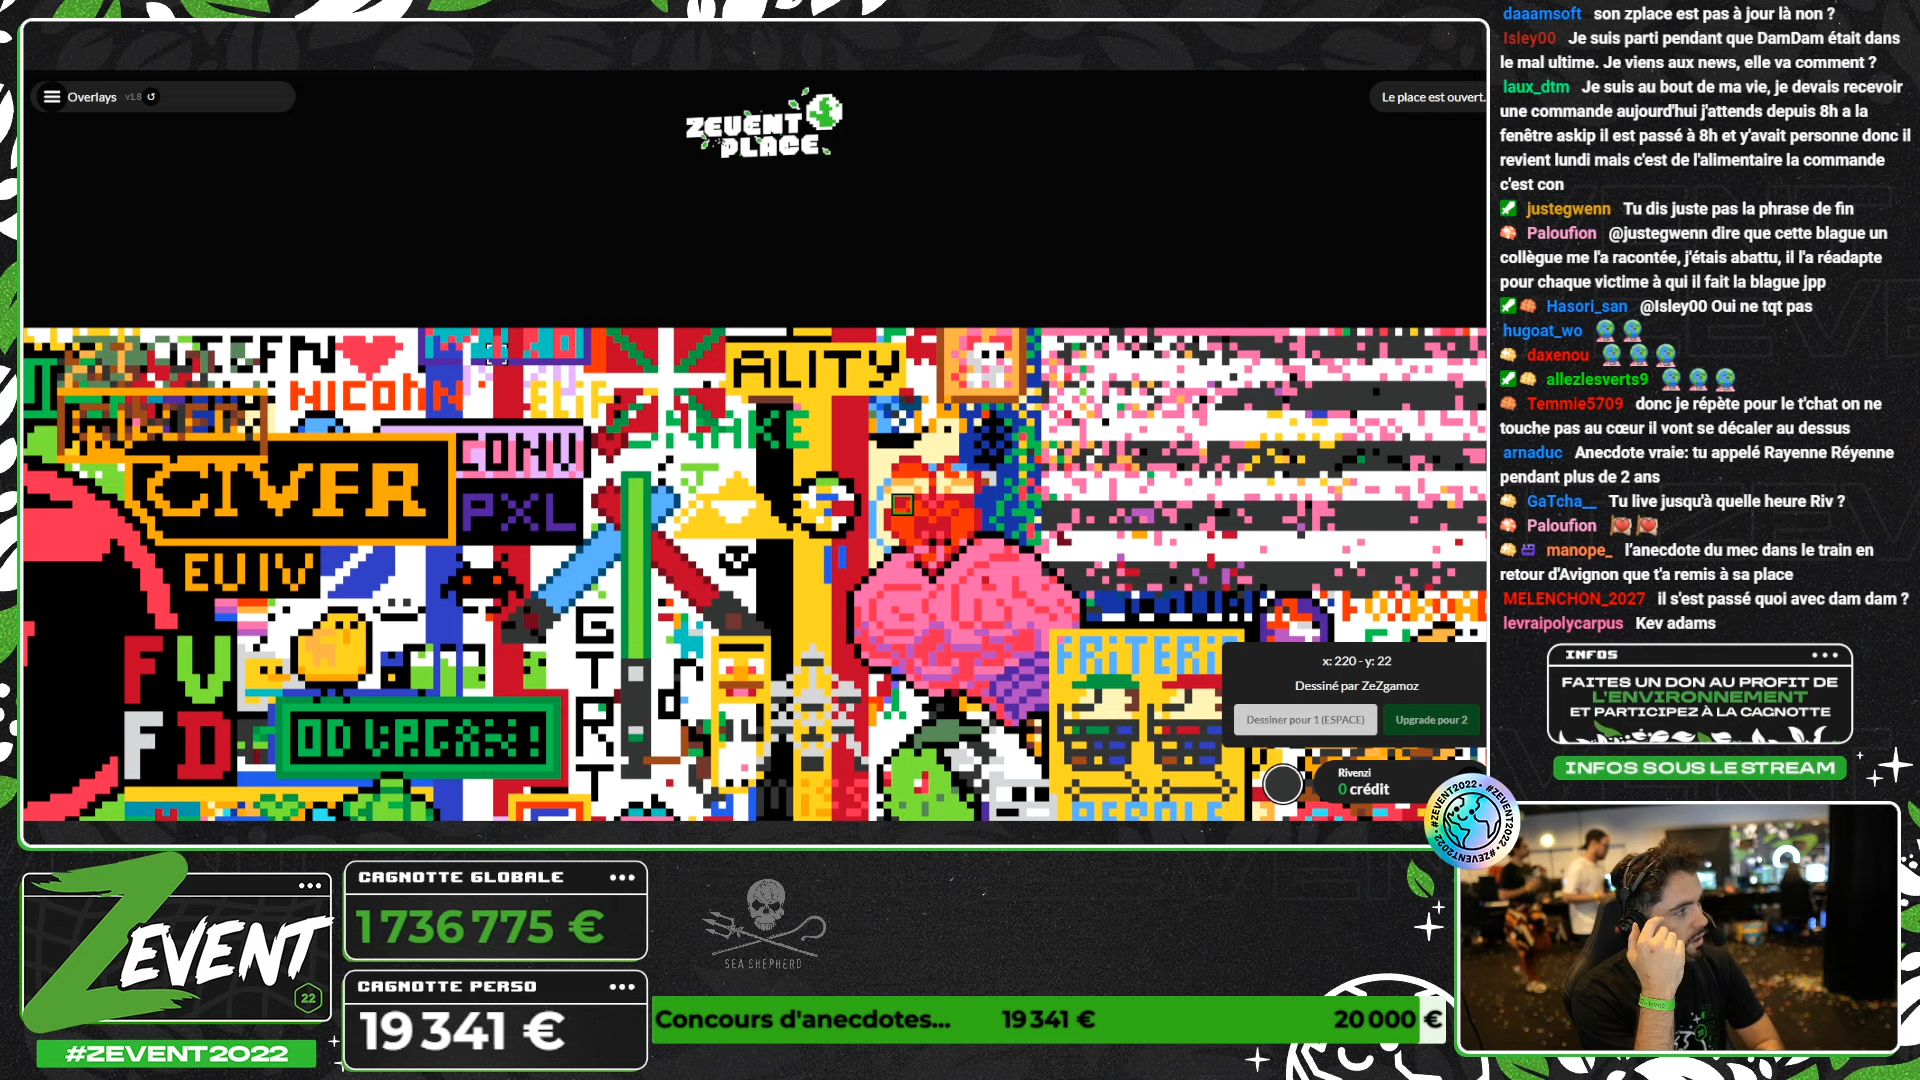 Overlays v1.8
ZEVENT
PLACE
Le place est ouvert.
NICOHN
ALITY
CIVFR
CONV
PXL
EUIV
FV
FD
GTRT
FRITERIE
x: 220 - y: 22
Dessiné par ZeZgamoz
Dessiner pour 1 (ESPACE)
Upgrade pour 2
Rivenzi
0 crédit
daaamsoft son zplace est pas à jour là non ?
Isley00 Je suis parti pendant que DamDam était dans
le mal ultime. Je viens aux news, elle va comment ?
laux_dtm Je suis au bout de ma vie, je devais recevoir
une commande aujourd'hui j'attends depuis 8h a la
fenêtre askip il est passé à 8h et y'avait personne donc il
revient lundi mais c'est de l'alimentaire la commande
c'est con
justegwenn Tu dis juste pas la phrase de fin
Paloufion @justegwenn dire que cette blague un
collègue me l'a racontée, j'étais abattu, il l'a réadapte
pour chaque victime à qui il fait la blague jpp
Hasori_san @Isley00 Oui ne tqt pas
hugoat_wo
daxenou
allezlesverts9
Temmie5709 donc je répète pour le t'chat on ne
touche pas au cœur il vont se décaler au dessus
arnaduc Anecdote vraie: tu appelé Rayenne Réyenne
pendant plus de 2 ans
GaTcha__ Tu live jusqu'à quelle heure Riv ?
Paloufion
manope_ l'anecdote du mec dans le train en
retour d'Avignon que t'a remis à sa place
MELENCHON_2027 il s'est passé quoi avec dam dam ?
levraipolycarpus Kev adams
INFOS
FAITES UN DON AU PROFIT DE
L'ENVIRONNEMENT
ET PARTICIPEZ À LA CAGNOTTE
INFOS SOUS LE STREAM
#ZEVENT2022
ZEVENT
22
#ZEVENT2022
CAGNOTTE GLOBALE
1 736 775 €
CAGNOTTE PERSO
19 341 €
SEA SHEPHERD
Concours d'anecdotes... 19 341 € 20 000 €